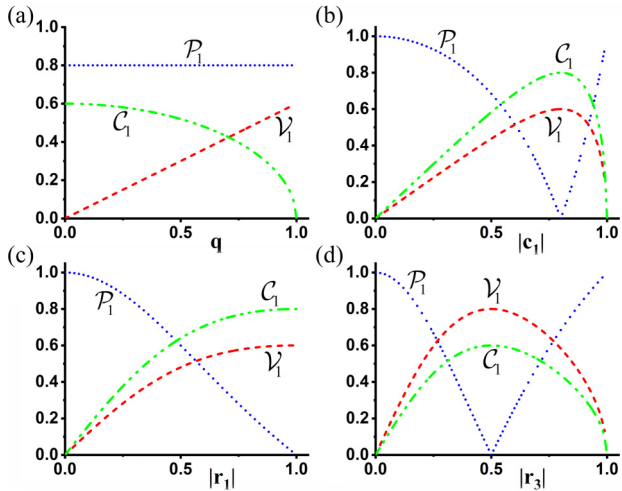 (a)
1.0
0.8
0.6
0.4
0.2
0.0
𝒫₁
𝒞₁
𝒱₁
0.0 0.5 1.0
q
(b)
1.0
0.8
0.6
0.4
0.2
0.0
𝒫₁
𝒞₁
𝒱₁
0.0 0.5 1.0
|c₁|
(c)
1.0
0.8
0.6
0.4
0.2
0.0
𝒫₁
𝒞₁
𝒱₁
0.0 0.5 1.0
|r₁|
(d)
1.0
0.8
0.6
0.4
0.2
0.0
𝒫₁
𝒱₁
𝒞₁
0.0 0.5 1.0
|r₃|